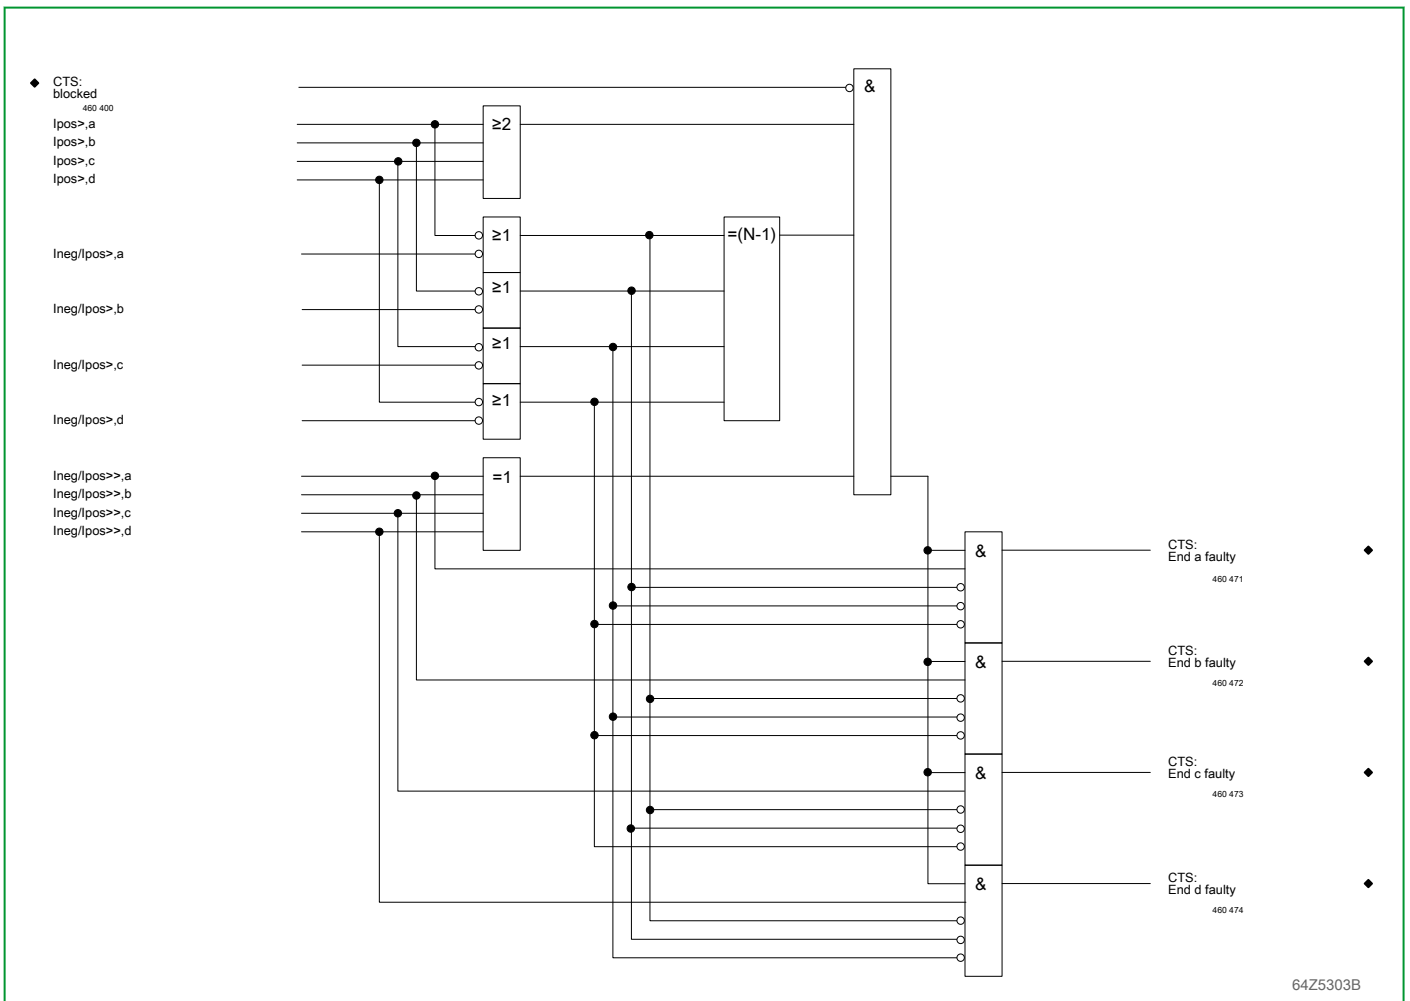 CTS:
blocked
460 400
&
Ipos>,a
≥2
Ipos>,b
Ipos>,c
Ipos>,d
≥1
=(N-1)
Ineg/Ipos>,a
≥1
Ineg/Ipos>,b
≥1
Ineg/Ipos>,c
≥1
Ineg/Ipos>,d
Ineg/Ipos>>,a
=1
Ineg/Ipos>>,b
Ineg/Ipos>>,c
Ineg/Ipos>>,d
&
CTS:
End a faulty
460 471
&
CTS:
End b faulty
460 472
&
CTS:
End c faulty
460 473
&
CTS:
End d faulty
460 474
64Z5303B